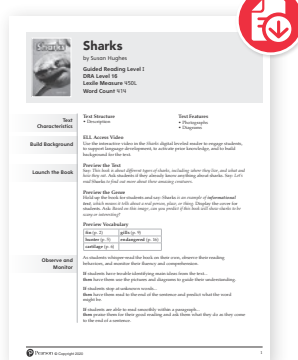 Sharks
Sharks
by Susan Hughes
Guided Reading Level I
DRA Level 16
Lexile Measure 450L
Word Count 474
Text
Characteristics
Text Structure
• Description
Text Features
• Photographs
• Diagrams
Build Background
ELL Access Video
Use the interactive video in the Sharks digital leveled reader to engage students,
to support language development, to activate prior knowledge, and to build
background for the text.
Launch the Book
Preview the Text
Say: This book is about different types of sharks, including where they live, and what and
how they eat. Ask students if they already know anything about sharks. Say: Let's
read Sharks to find out more about these amazing creatures.
Preview the Genre
Hold up the book for students and say: Sharks is an example of informational
text, which means it tells about a real person, place, or thing. Display the cover for
students. Ask: Based on the image, can you predict if this book will show sharks to be
scary or interesting?
Preview Vocabulary
fin (p. 2) gills (p. 9)
hunter (p. 5) endangered (p. 16)
cartilage (p. 6)
Observe and
Monitor
As students whisper-read the book on their own, observe their reading
behaviors, and monitor their fluency and comprehension.
If students have trouble identifying main ideas from the text…
then have them use the pictures and diagrams to guide their understanding.
If students stop at unknown words…
then have them read to the end of the sentence and predict what the word
might be.
If students are able to read smoothly within a paragraph…
then praise them for their good reading and ask them what they do as they come
to the end of a sentence.
Pearson © Copyright 2020
1